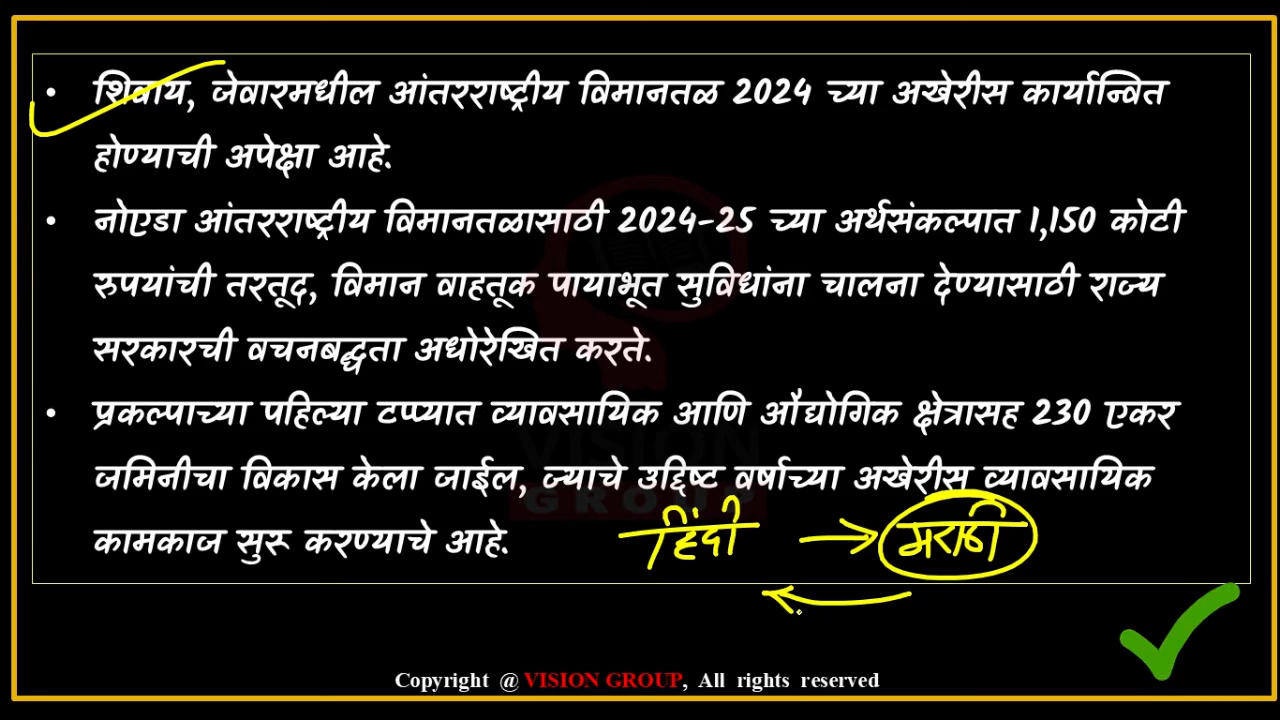 • शिवाय, जेवारमधील आंतरराष्ट्रीय विमानतळ 2024 च्या अखेरीस कार्यान्वित
होण्याची अपेक्षा आहे.
• नोएडा आंतरराष्ट्रीय विमानतळासाठी 2024-25 च्या अर्थसंकल्पात 1,150 कोटी
रुपयांची तरतूद, विमान वाहतूक पायाभूत सुविधांना चालना देण्यासाठी राज्य
सरकारची वचनबद्धता अधोरेखित करते.
• प्रकल्पाच्या पहिल्या टप्प्यात व्यावसायिक आणि औद्योगिक क्षेत्रासह 230 एकर
जमिनीचा विकास केला जाईल, ज्याचे उद्दिष्ट वर्षाच्या अखेरीस व्यावसायिक
कामकाज सुरू करण्याचे आहे.
हिंदी → मराठी
VISION
GROUP
Copyright @ VISION GROUP, All rights reserved